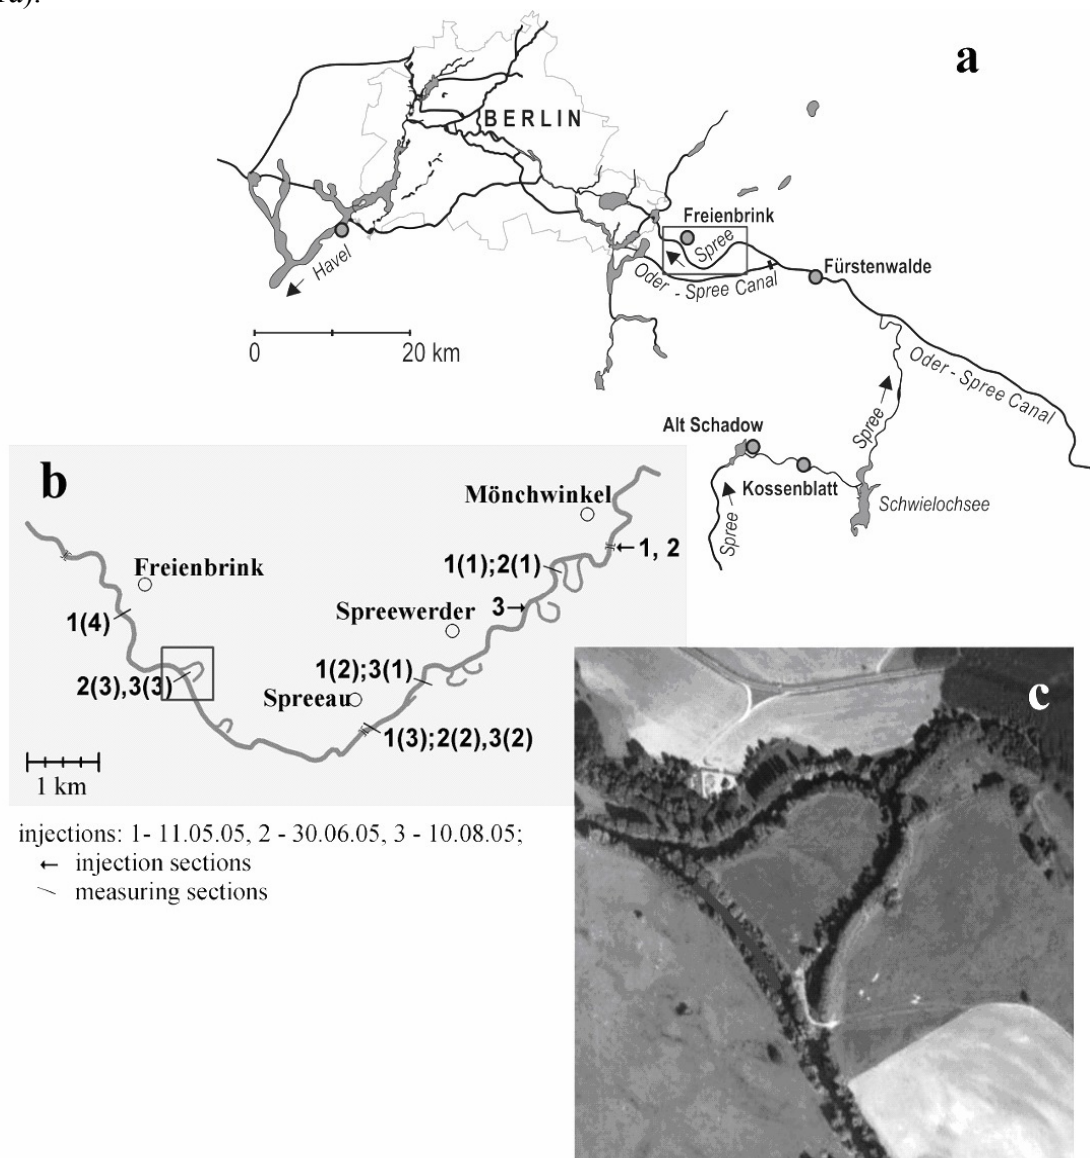 a
BERLIN
Freienbrink
Spree
Havel
Oder - Spree Canal
Fürstenwalde
0 20 km
Oder - Spree Canal
Spree
Alt Schadow
Kossenblatt
Schwielochsee
Spree
b
Mönchwinkel
1, 2
1(1);2(1)
Freienbrink
3
Spreewerder
1(4)
1(2);3(1)
2(3),3(3)
Spreeau
1(3);2(2),3(2)
1 km
c
injections: 1- 11.05.05, 2 - 30.06.05, 3 - 10.08.05;
injection sections
measuring sections